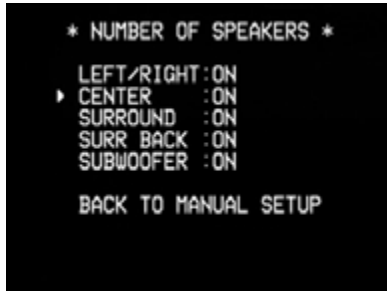 * NUMBER OF SPEAKERS *
LEFT/RIGHT:ON
CENTER :ON
SURROUND :ON
SURR BACK :ON
SUBWOOFER :ON
BACK TO MANUAL SETUP